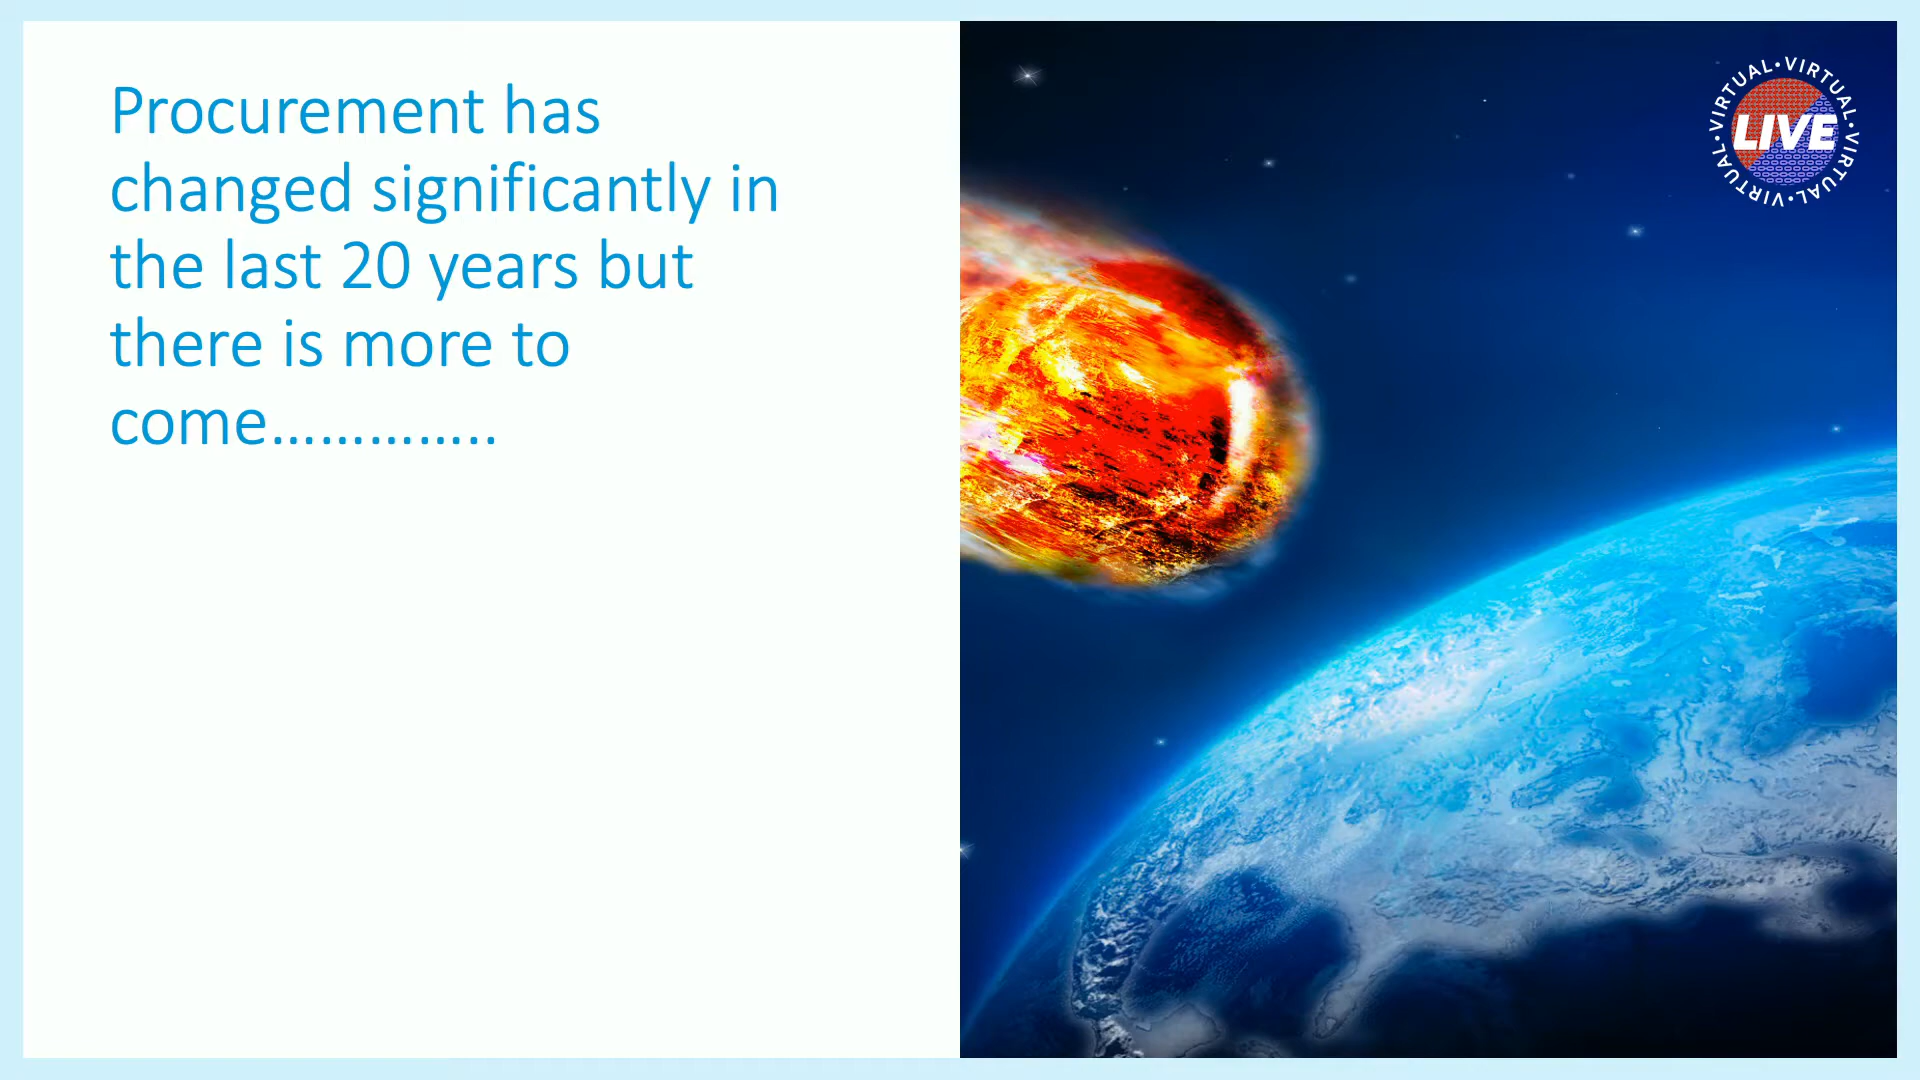 Procurement has
changed significantly in
the last 20 years but
there is more to
come…………..
VIRTUAL•VIRTUAL•VIRTUAL•VIRTUAL•VIRTUAL•
LIVE